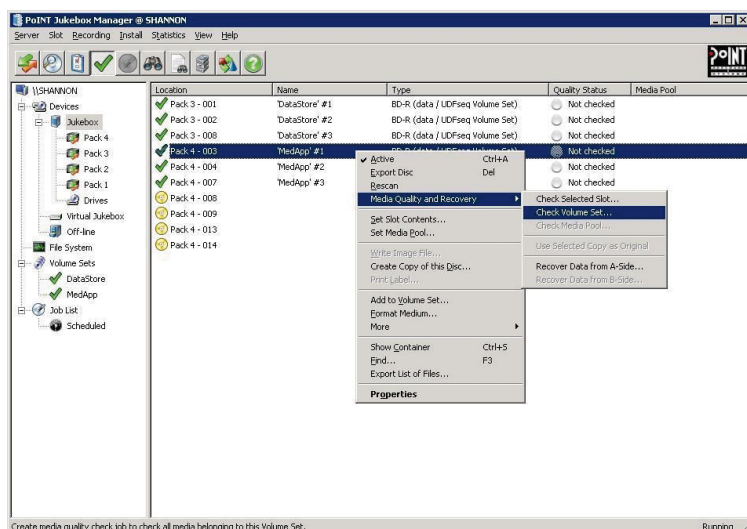 PoINT Jukebox Manager @ SHANNON
Server Slot Recording Install Statistics View Help
PoINT
\\SHANNON
Devices
Jukebox
Pack 4
Pack 3
Pack 2
Pack 1
Drives
Virtual Jukebox
Off-line
File System
Volume Sets
DataStore
MedApp
Job List
Scheduled
Location Name Type Quality Status Media Pool
Pack 3 - 001 'DataStore' #1 BD-R (data / UDFseq Volume Set) Not checked
Pack 3 - 002 'DataStore' #2 BD-R (data / UDFseq Volume Set) Not checked
Pack 3 - 008 'DataStore' #3 BD-R (data / UDFseq Volume Set) Not checked
Pack 4 - 003 'MedApp' #1 BD-R (data / UDFseq Volume Set) Not checked
Pack 4 - 004 'MedApp' #2 Not checked
Pack 4 - 007 'MedApp' #3 Not checked
Pack 4 - 008
Pack 4 - 009
Pack 4 - 013
Pack 4 - 014
Active Ctrl+A
Export Disc Del
Rescan
Media Quality and Recovery
Set Slot Contents...
Set Media Pool...
Write Image File...
Create Copy of this Disc...
Print Label...
Add to Volume Set...
Format Medium...
More
Show Container Ctrl+S
Find... F3
Export List of Files...
Properties
Check Selected Slot...
Check Volume Set...
Check Media Pool...
Use Selected Copy as Original
Recover Data from A-Side...
Recover Data from B-Side...
Create media quality check job to check all media belonging to this Volume Set. Running